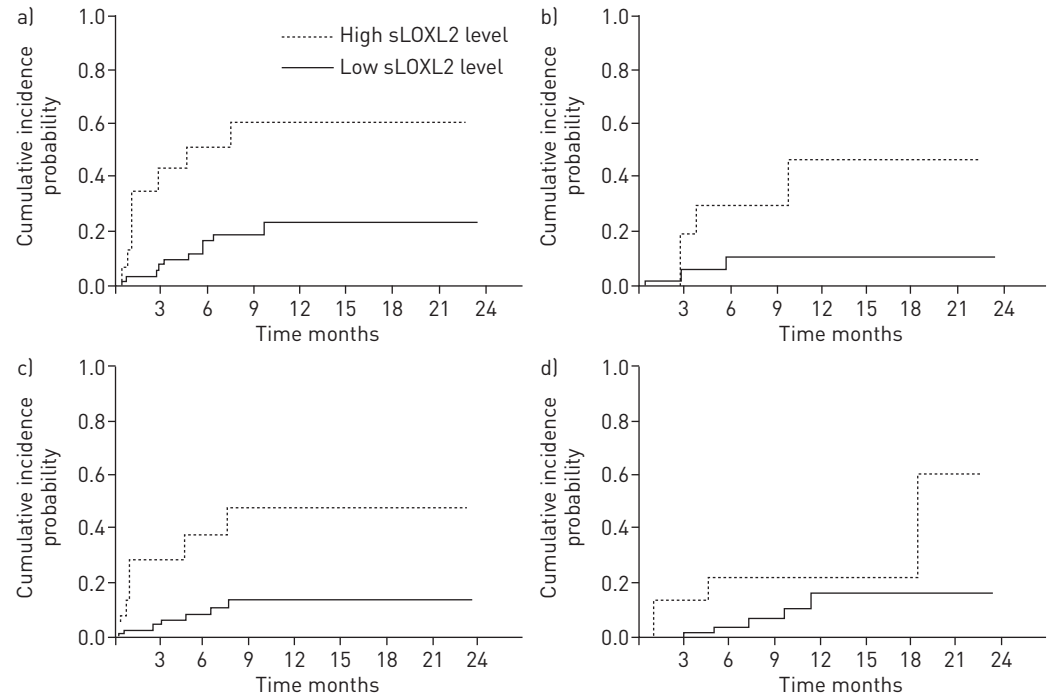 a)
Cumulative incidence
probability
1.0
0.8
0.6
0.4
0.2
0.0
High sLOXL2 level
Low sLOXL2 level
3 6 9 12 15 18 21 24
Time months
b)
Cumulative incidence
probability
1.0
0.8
0.6
0.4
0.2
0.0
3 6 9 12 15 18 21 24
Time months
c)
Cumulative incidence
probability
1.0
0.8
0.6
0.4
0.2
0.0
3 6 9 12 15 18 21 24
Time months
d)
Cumulative incidence
probability
1.0
0.8
0.6
0.4
0.2
0.0
3 6 9 12 15 18 21 24
Time months